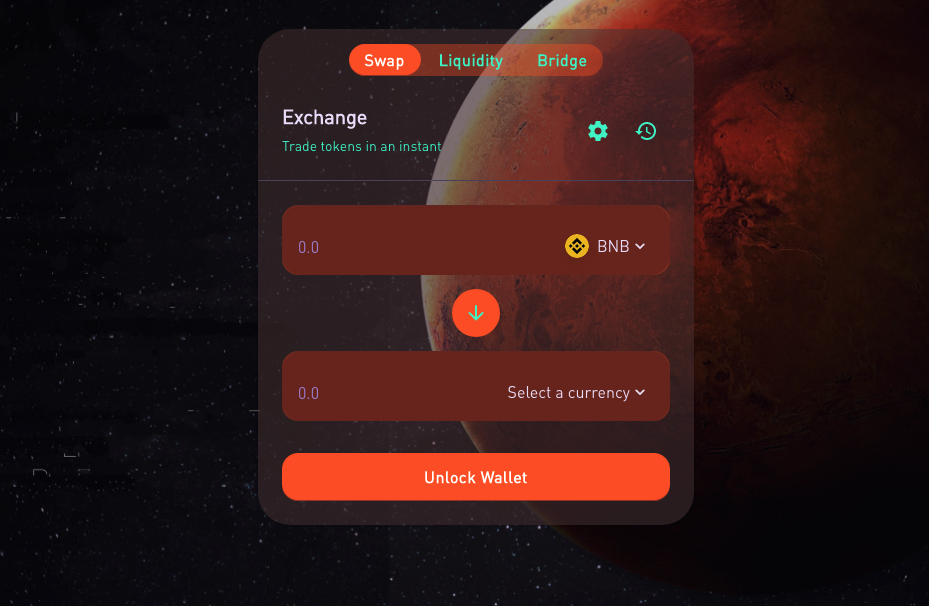 Swap Liquidity Bridge
Exchange
Trade tokens in an instant
0.0 BNB
0.0 Select a currency
Unlock Wallet